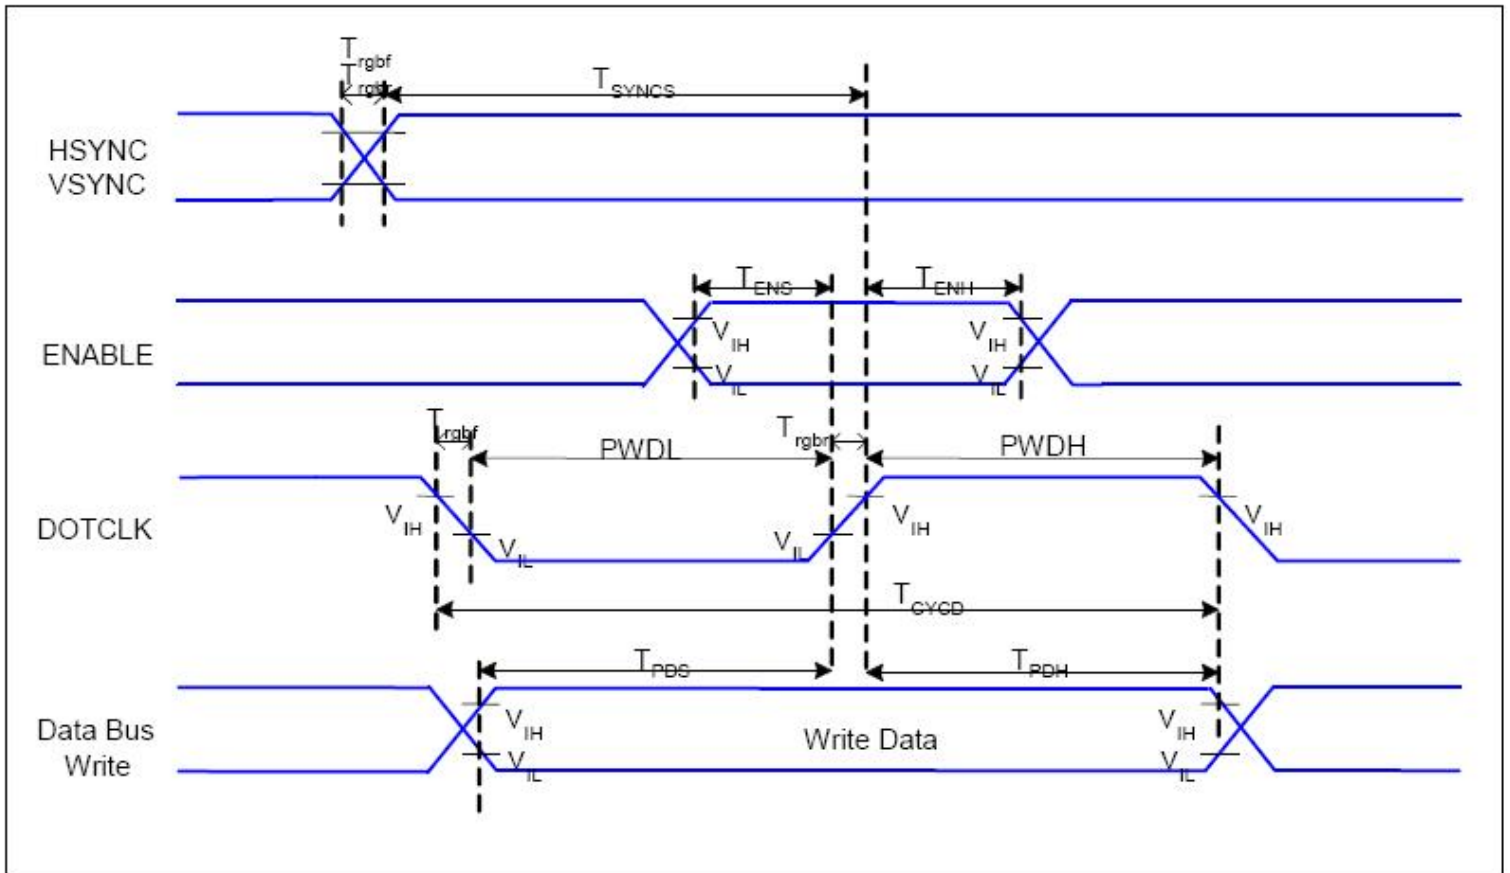 Trgbf
Trgbr
TSYNCS
HSYNC
VSYNC
TENS
TENH
VIH
VIH
ENABLE
VIL
VIL
Trgbf
Trgbr
PWDL
PWDH
VIH
VIH
VIH
DOTCLK
VIL
VIL
TCYCD
TPDS
TPDH
VIH
VIH
Data Bus
Write
Write Data
VIL
VIL